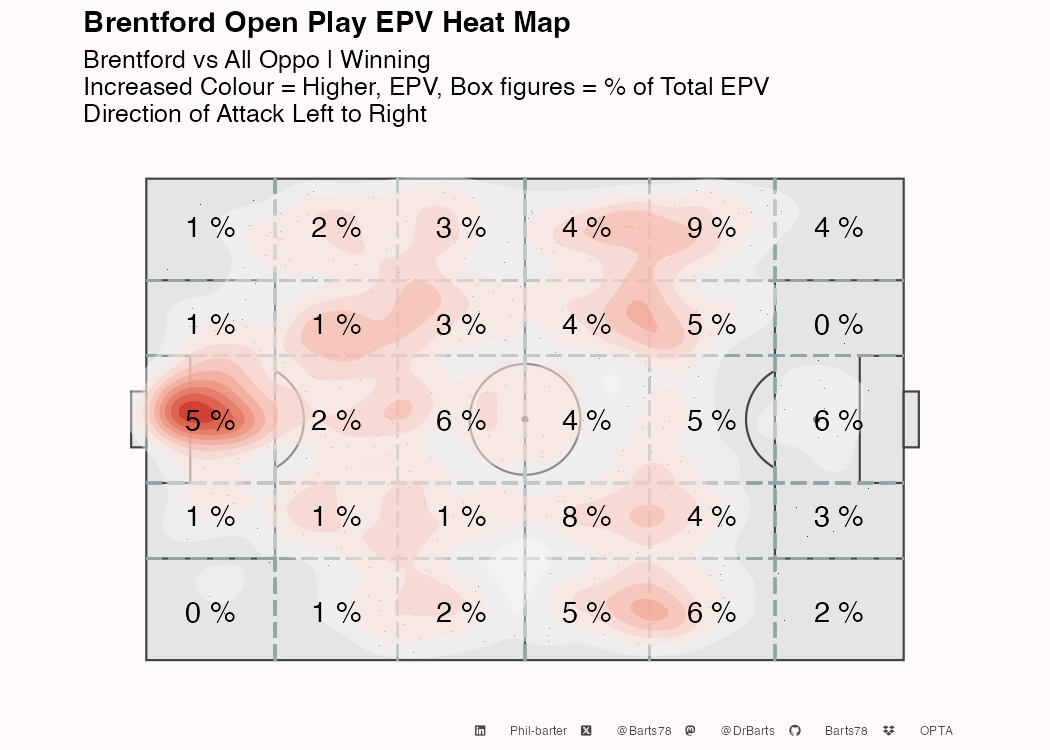 Brentford Open Play EPV Heat Map
Brentford vs All Oppo | Winning
Increased Colour = Higher, EPV, Box figures = % of Total EPV
Direction of Attack Left to Right
1 % 2 % 3 % 4 % 9 % 4 %
1 % 1 % 3 % 4 % 5 % 0 %
5 % 2 % 6 % 4 % 5 % 6 %
1 % 1 % 1 % 8 % 4 % 3 %
0 % 1 % 2 % 5 % 6 % 2 %
Phil-barter @Barts78 @DrBarts Barts78 OPTA